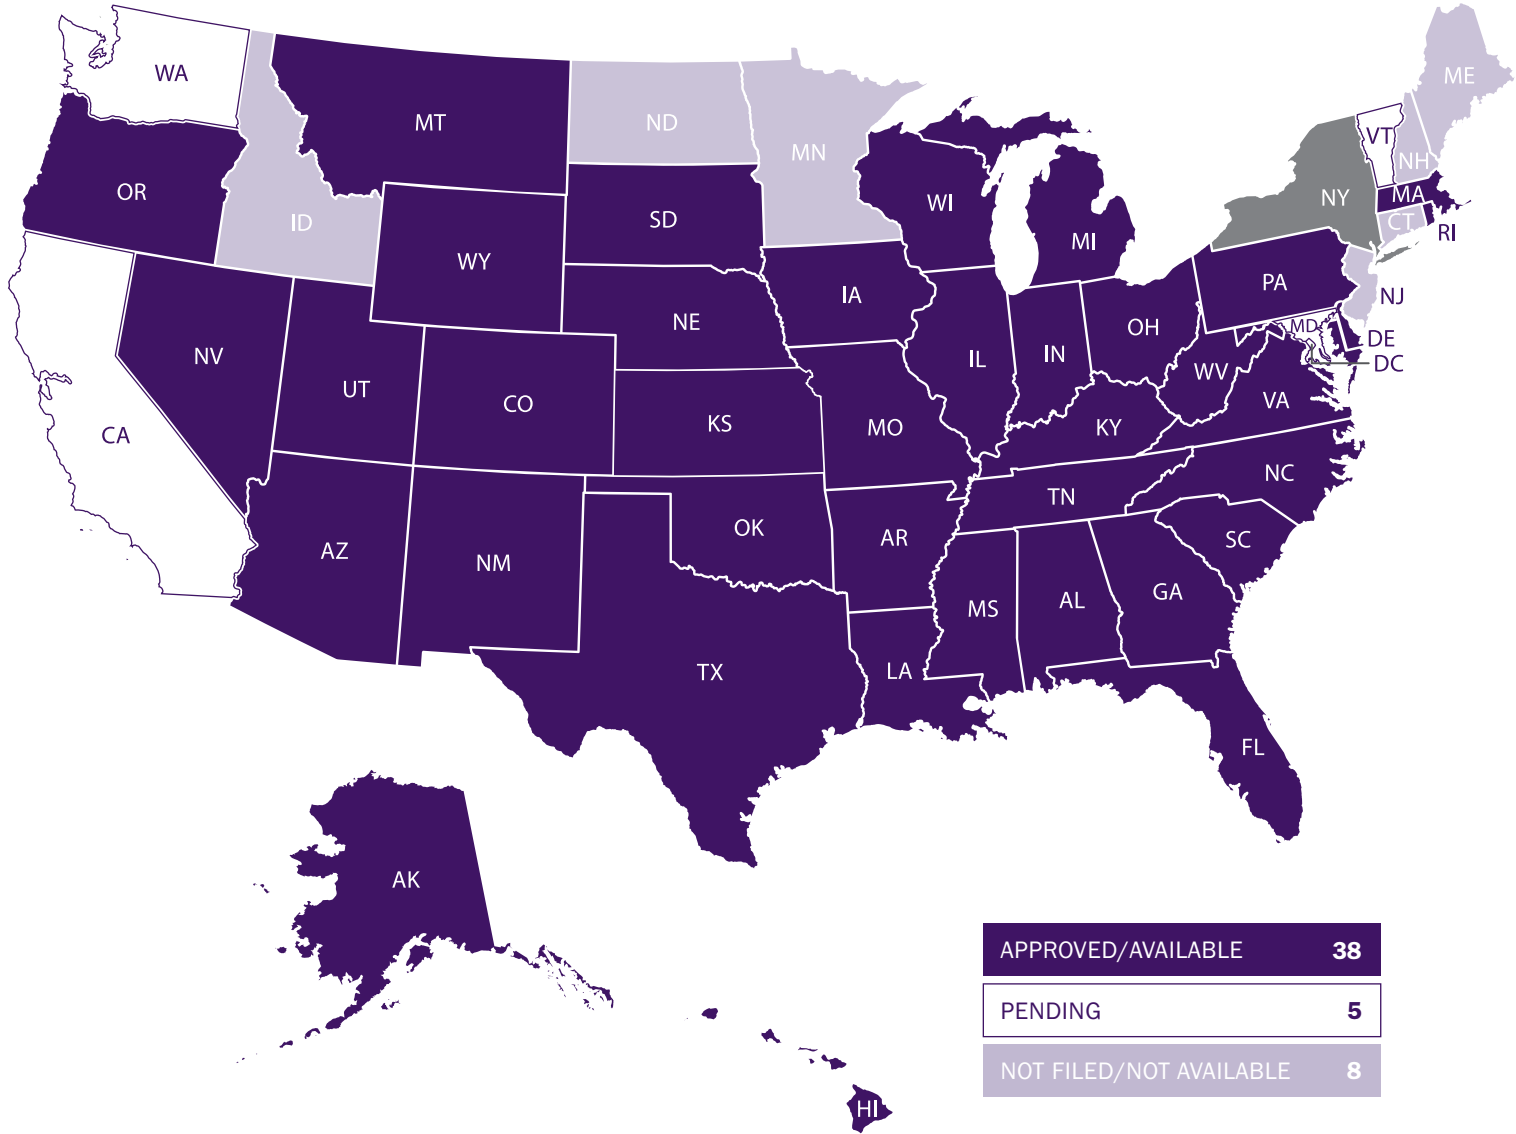 WA
ME
MT
ND
VT
MN
NH
OR
MA
NY
WI
SD
ID
CT
RI
MI
WY
PA
IA
NJ
NE
MD
OH
DE
NV
IN
IL
DC
WV
UT
VA
CO
KS
KY
MO
CA
NC
TN
OK
AR
SC
AZ
NM
GA
AL
MS
LA
TX
FL
AK
APPROVED/AVAILABLE 38
PENDING 5
NOT FILED/NOT AVAILABLE 8
HI